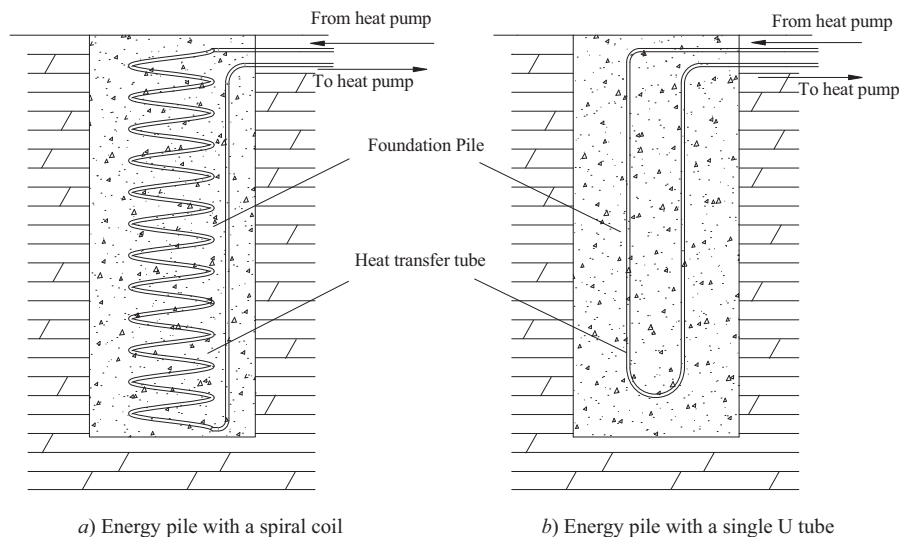 From heat pump
To heat pump
From heat pump
To heat pump
Foundation Pile
Heat transfer tube
a) Energy pile with a spiral coil
b) Energy pile with a single U tube